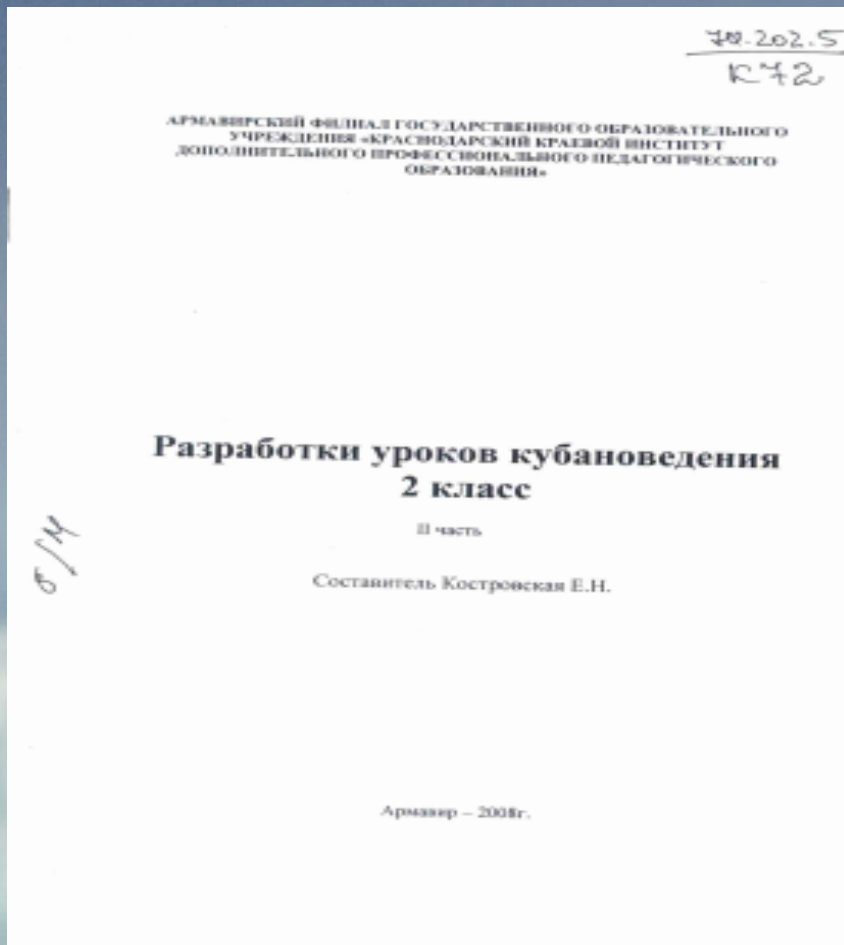 72.202.5
К72
АРМАВИРСКИЙ ФИЛИАЛ ГОСУДАРСТВЕННОГО ОБРАЗОВАТЕЛЬНОГО
УЧРЕЖДЕНИЯ «КРАСНОДАРСКИЙ КРАЕВОЙ ИНСТИТУТ
ДОПОЛНИТЕЛЬНОГО ПРОФЕССИОНАЛЬНОГО ПЕДАГОГИЧЕСКОГО
ОБРАЗОВАНИЯ»
Разработки уроков кубановедения
2 класс
II часть
б/м
Составитель Костровская Е.Н.
Армавир – 2008г.